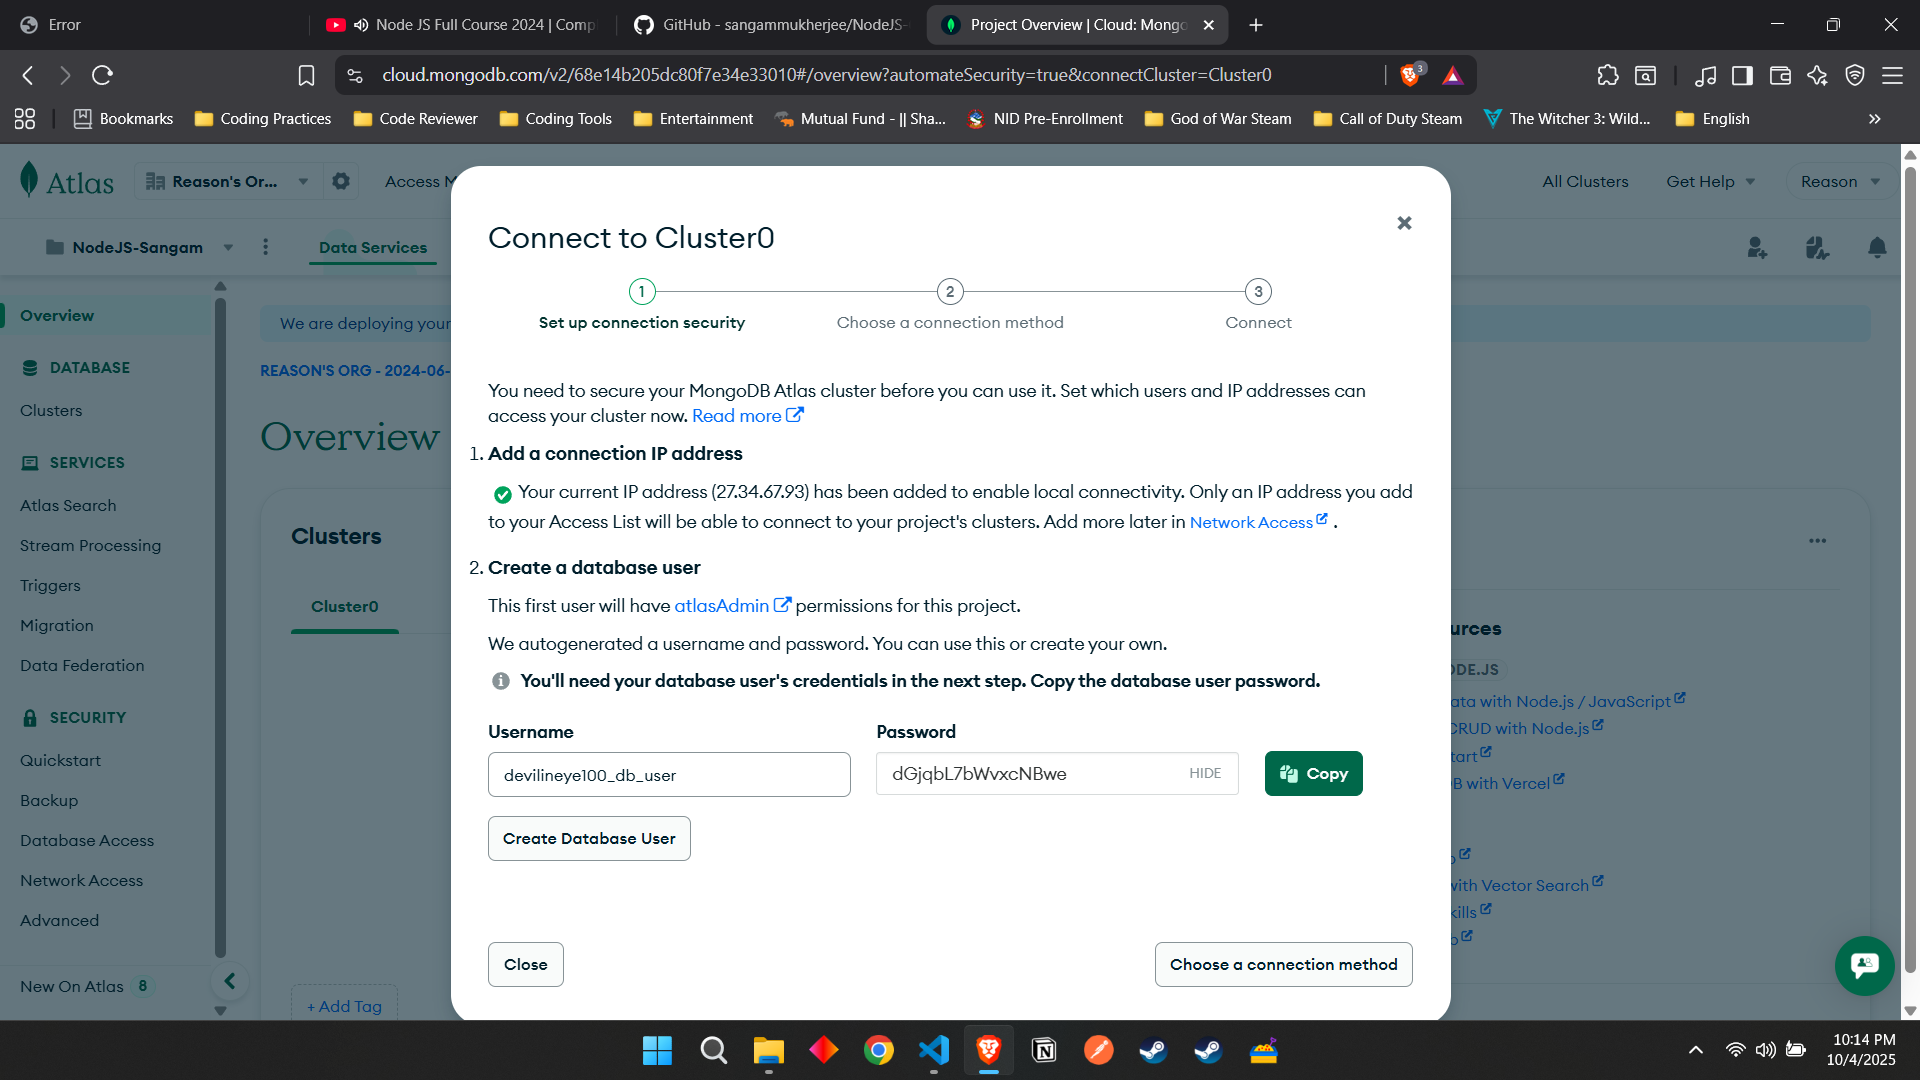 Error
Node JS Full Course 2024 | Comp
GitHub - sangammukherjee/NodeJS-
Project Overview | Cloud: Mongo
cloud.mongodb.com/v2/68e14b205dc80f7e34e33010#/overview?automateSecurity=true&connectCluster=Cluster0
3
Bookmarks
Coding Practices
Code Reviewer
Coding Tools
Entertainment
Mutual Fund - || Sha...
NID Pre-Enrollment
God of War Steam
Call of Duty Steam
The Witcher 3: Wild...
English
Atlas
Reason's Or...
Access M
All Clusters
Get Help
Reason
NodeJS-Sangam
Data Services
Overview
DATABASE
Clusters
SERVICES
Atlas Search
Stream Processing
Triggers
Migration
Data Federation
SECURITY
Quickstart
Backup
Database Access
Network Access
Advanced
New On Atlas 8
We are deploying your
REASON'S ORG - 2024-06-
Overview
Clusters
Cluster0
+ Add Tag
Connect to Cluster0
1
2
3
Set up connection security
Choose a connection method
Connect
You need to secure your MongoDB Atlas cluster before you can use it. Set which users and IP addresses can
access your cluster now. Read more
1. Add a connection IP address
Your current IP address (27.34.67.93) has been added to enable local connectivity. Only an IP address you add
to your Access List will be able to connect to your project's clusters. Add more later in Network Access .
2. Create a database user
This first user will have atlasAdmin permissions for this project.
We autogenerated a username and password. You can use this or create your own.
You'll need your database user's credentials in the next step. Copy the database user password.
Username
Password
devilineye100_db_user
dGjqbL7bWvxcNBwe
HIDE
Copy
Create Database User
Close
Choose a connection method
urces
ODE.JS
ata with Node.js / JavaScript
CRUD with Node.js
tart
B with Vercel
with Vector Search
kills
10:14 PM
10/4/2025